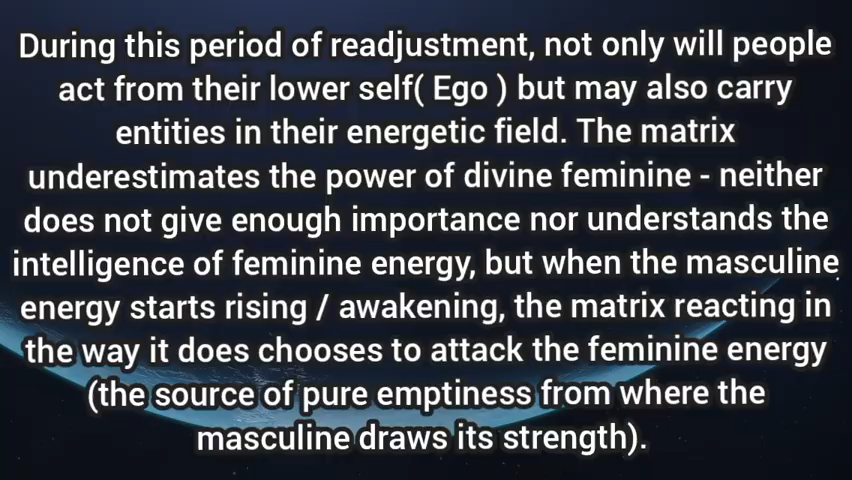 During this period of readjustment, not only will people
act from their lower self( Ego ) but may also carry
entities in their energetic field. The matrix
underestimates the power of divine feminine - neither
does not give enough importance nor understands the
intelligence of feminine energy, but when the masculine
energy starts rising / awakening, the matrix reacting in
the way it does chooses to attack the feminine energy
(the source of pure emptiness from where the
masculine draws its strength).